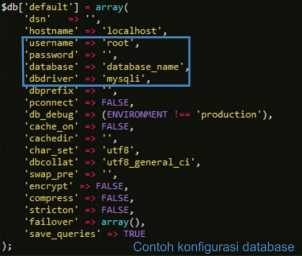 $db['default'] = array(
'dsn' => '',
'hostname' => 'localhost',
'username' => 'root',
'password' => '',
'database' => 'database_name',
'dbdriver' => 'mysqli',
'dbprefix' => '',
'pconnect' => FALSE,
'db_debug' => (ENVIRONMENT !== 'production'),
'cache_on' => FALSE,
'cachedir' => '',
'char_set' => 'utf8',
'dbcollat' => 'utf8_general_ci',
'swap_pre' => '',
'encrypt' => FALSE,
'compress' => FALSE,
'stricton' => FALSE,
'failover' => array(),
'save_queries' => TRUE
);
Contoh konfigurasi database